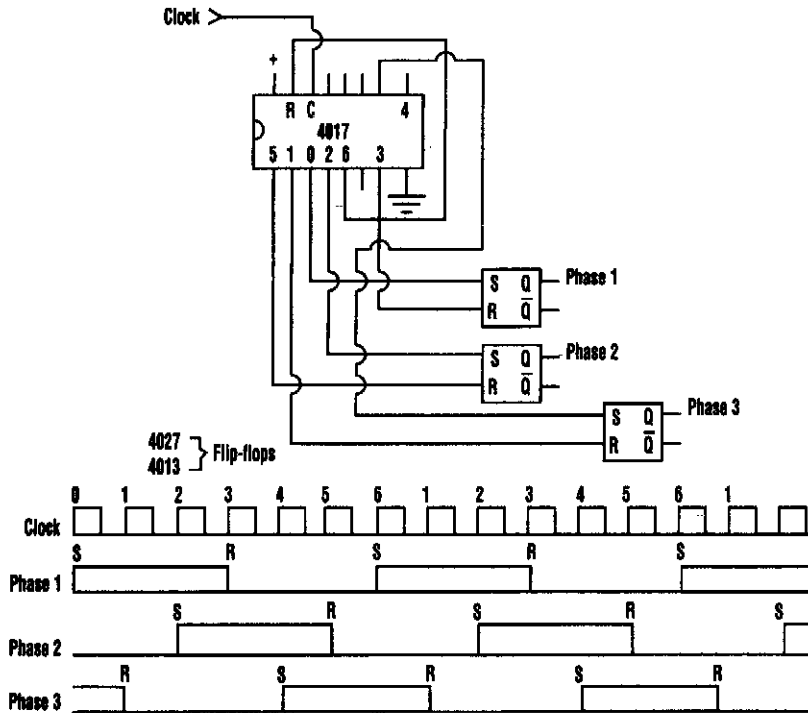 Clock
+
R C 4
4017
5 1 0 2 6 3
S Q Phase 1
R Q̅
S Q Phase 2
R Q̅
S Q Phase 3
R Q̅
4027
4013
Flip-flops
0 1 2 3 4 5 6 1 2 3 4 5 6 1
Clock
S R S R S
Phase 1
S R S R S
Phase 2
R S R S R
Phase 3